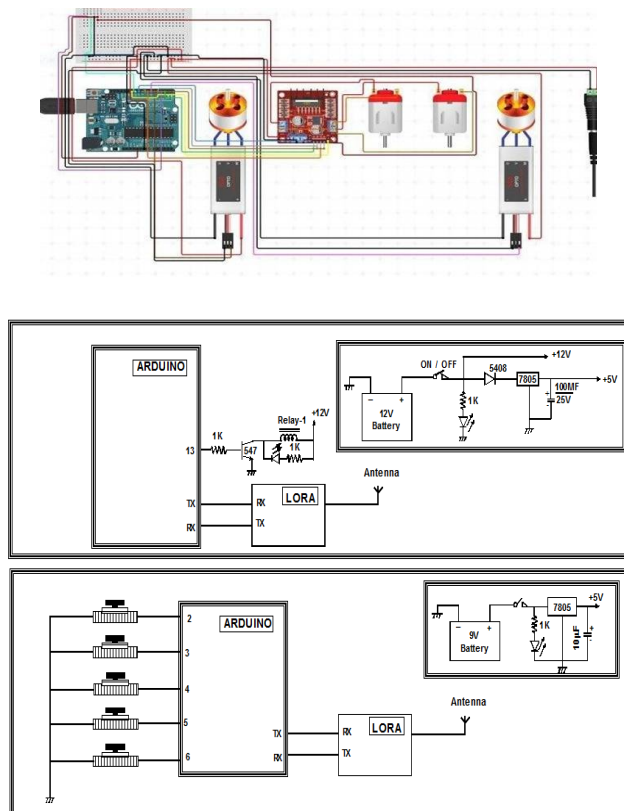 ARDUINO
ON / OFF
5408
+12V
7805
+5V
100MF
25V
1K
12V
Battery
Relay-1
+12V
1K
547
1K
13
Antenna
TX
RX
LORA
RX
TX
2
ARDUINO
3
4
5
6
TX
RX
RX
LORA
TX
Antenna
+5V
7805
1K
10µF
9V
Battery